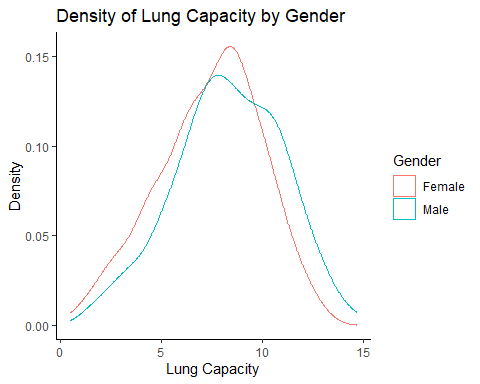 Density of Lung Capacity by Gender
Density
0.15
0.10
0.05
0.00
0
5
10
15
Lung Capacity
Gender
Female
Male